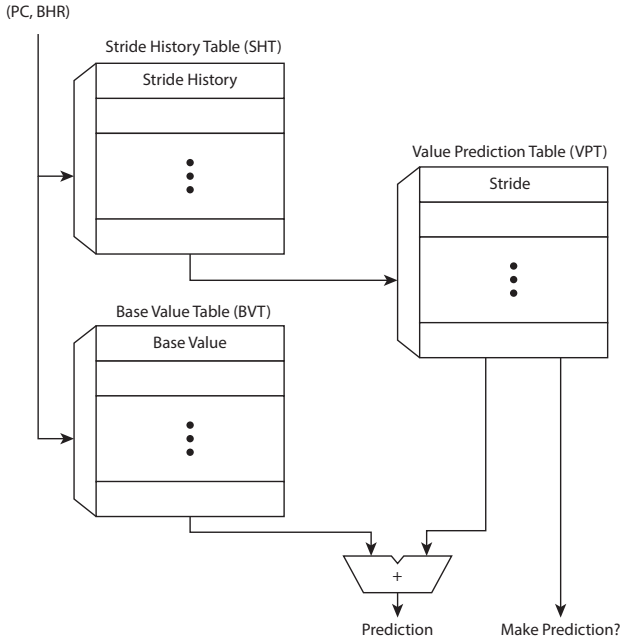 (PC, BHR)
Stride History Table (SHT)
Stride History
Value Prediction Table (VPT)
Stride
Base Value Table (BVT)
Base Value
+
Prediction
Make Prediction?